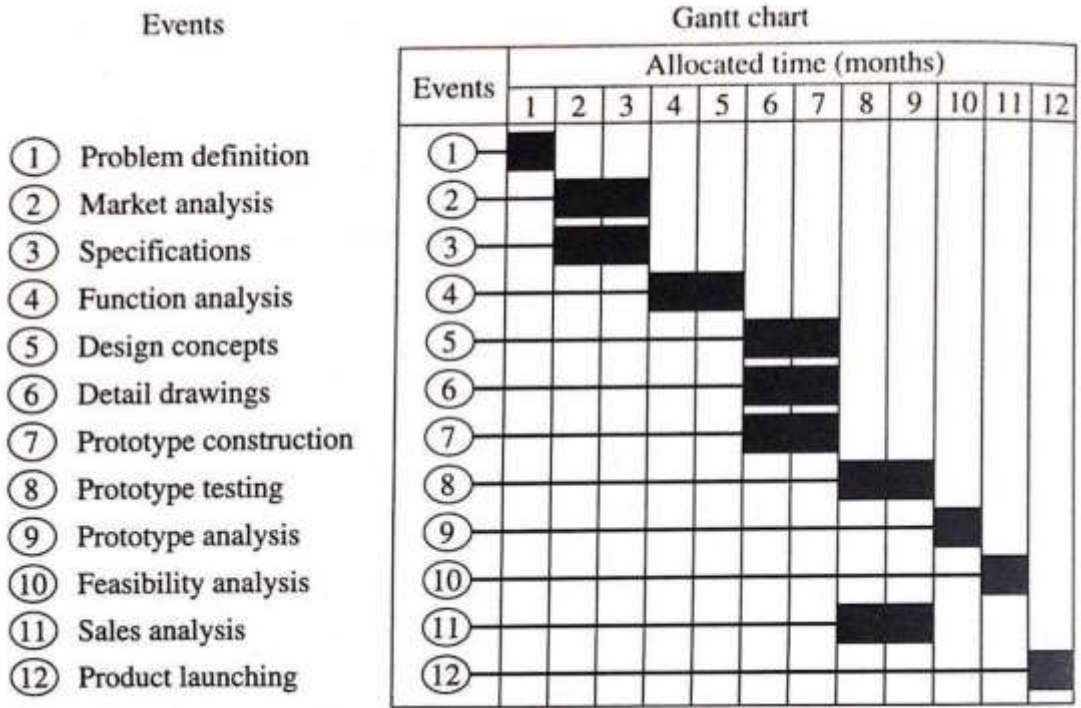 Events
Gantt chart
Events
Allocated time (months)
1 2 3 4 5 6 7 8 9 10 11 12
1 Problem definition 1
2 Market analysis 2
3 Specifications 3
4 Function analysis 4
5 Design concepts 5
6 Detail drawings 6
7 Prototype construction 7
8 Prototype testing 8
9 Prototype analysis 9
10 Feasibility analysis 10
11 Sales analysis 11
12 Product launching 12